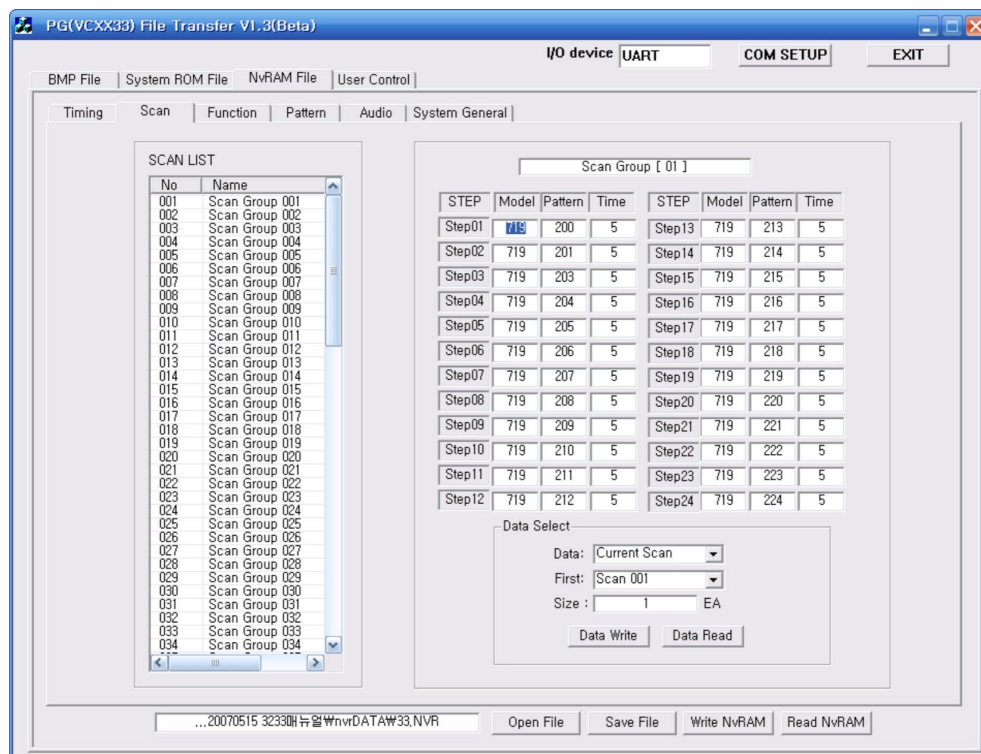 PG(VCXX33) File Transfer V1.3(Beta)
I/O device UART COM SETUP EXIT
BMP File System ROM File NvRAM File User Control
Timing Scan Function Pattern Audio System General
SCAN LIST
No Name
001 Scan Group 001
002 Scan Group 002
003 Scan Group 003
004 Scan Group 004
005 Scan Group 005
006 Scan Group 006
007 Scan Group 007
008 Scan Group 008
009 Scan Group 009
010 Scan Group 010
011 Scan Group 011
012 Scan Group 012
013 Scan Group 013
014 Scan Group 014
015 Scan Group 015
016 Scan Group 016
017 Scan Group 017
018 Scan Group 018
019 Scan Group 019
020 Scan Group 020
021 Scan Group 021
022 Scan Group 022
023 Scan Group 023
024 Scan Group 024
025 Scan Group 025
026 Scan Group 026
027 Scan Group 027
028 Scan Group 028
029 Scan Group 029
030 Scan Group 030
031 Scan Group 031
032 Scan Group 032
033 Scan Group 033
034 Scan Group 034
Scan Group [ 01 ]
STEP Model Pattern Time STEP Model Pattern Time
Step01 719 200 5 Step13 719 213 5
Step02 719 201 5 Step14 719 214 5
Step03 719 203 5 Step15 719 215 5
Step04 719 204 5 Step16 719 216 5
Step05 719 205 5 Step17 719 217 5
Step06 719 206 5 Step18 719 218 5
Step07 719 207 5 Step19 719 219 5
Step08 719 208 5 Step20 719 220 5
Step09 719 209 5 Step21 719 221 5
Step10 719 210 5 Step22 719 222 5
Step11 719 211 5 Step23 719 223 5
Step12 719 212 5 Step24 719 224 5
Data Select
Data: Current Scan
First: Scan 001
Size : 1 EA
Data Write Data Read
...20070515 3233매뉴얼₩nvrDATA₩33.NVR Open File Save File Write NvRAM Read NvRAM